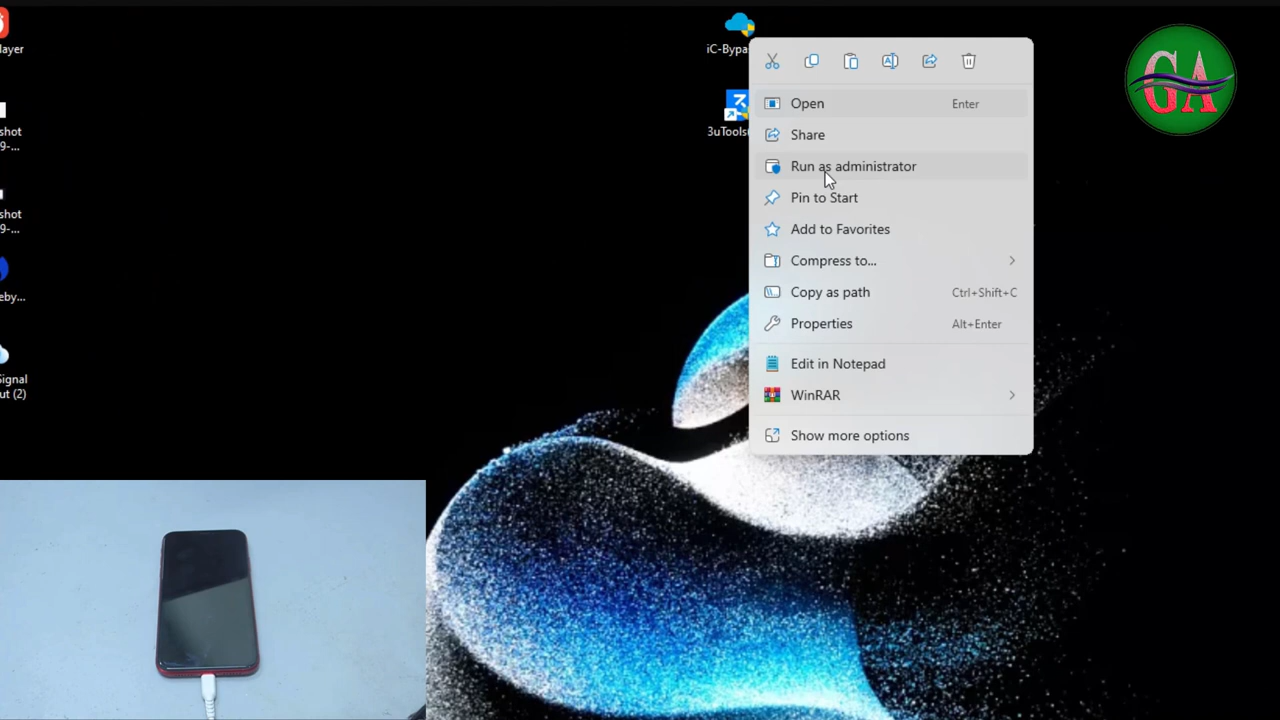 layer
shot
9-...
shot
9-...
eby...
Signal
ut (2)
iC-Bypa
3uTools
Open Enter
Share
Run as administrator
Pin to Start
Add to Favorites
Compress to...
Copy as path Ctrl+Shift+C
Properties Alt+Enter
Edit in Notepad
WinRAR
Show more options
GA